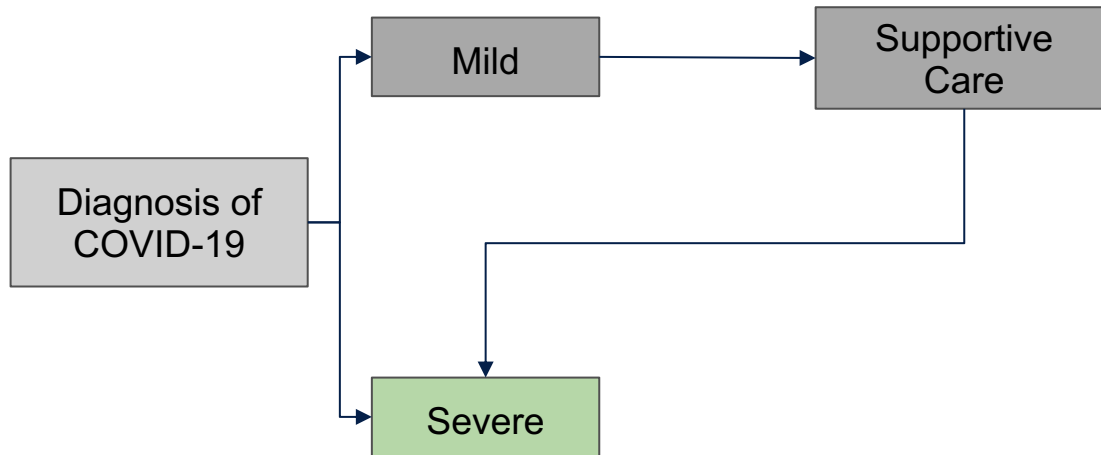 Mild
Supportive
Care
Diagnosis of
COVID-19
Severe